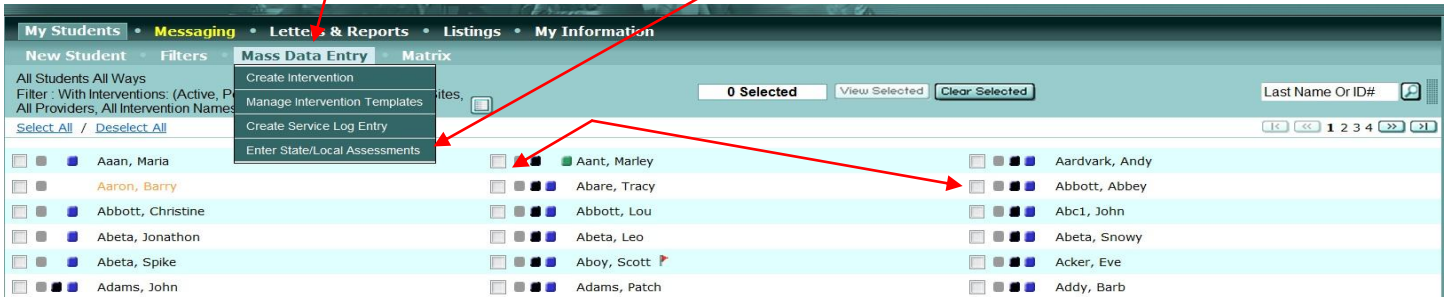 My Students • Messaging • Letters & Reports • Listings • My Information
New Student • Filters • Mass Data Entry • Matrix
All Students All Ways
Filter : With Interventions: (Active, P
ites,
All Providers, All Intervention Names
Create Intervention
Manage Intervention Templates
Create Service Log Entry
Enter State/Local Assessments
0 Selected View Selected Clear Selected
Last Name Or ID#
Select All / Deselect All
1 2 3 4
Aaan, Maria Aant, Marley Aardvark, Andy
Aaron, Barry Abare, Tracy Abbott, Abbey
Abbott, Christine Abbott, Lou Abc1, John
Abeta, Jonathon Abeta, Leo Abeta, Snowy
Abeta, Spike Aboy, Scott Acker, Eve
Adams, John Adams, Patch Addy, Barb